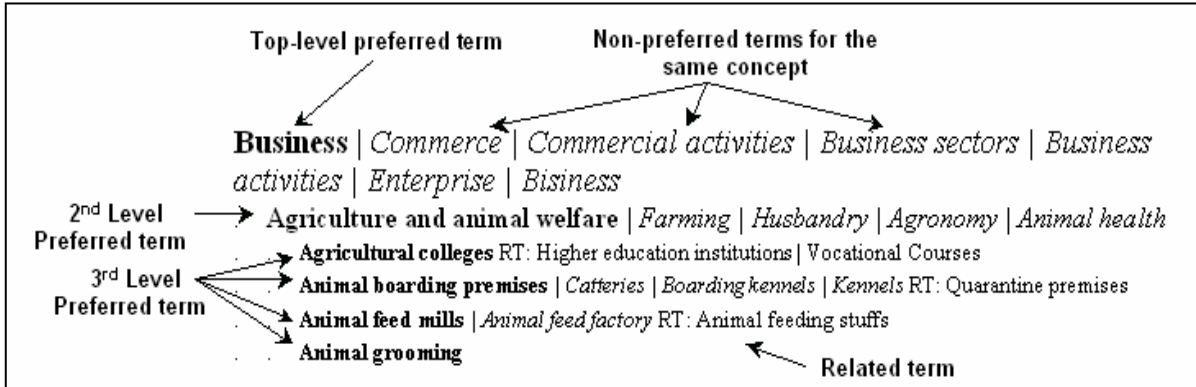 Top-level preferred term
Non-preferred terms for the
same concept
Business | Commerce | Commercial activities | Business sectors | Business
activities | Enterprise | Bisiness
2nd Level
Preferred term
. Agriculture and animal welfare | Farming | Husbandry | Agronomy | Animal health
3rd Level
Preferred term
. . Agricultural colleges RT: Higher education institutions | Vocational Courses
. . Animal boarding premises | Catteries | Boarding kennels | Kennels RT: Quarantine premises
. . Animal feed mills | Animal feed factory RT: Animal feeding stuffs
. . Animal grooming
Related term